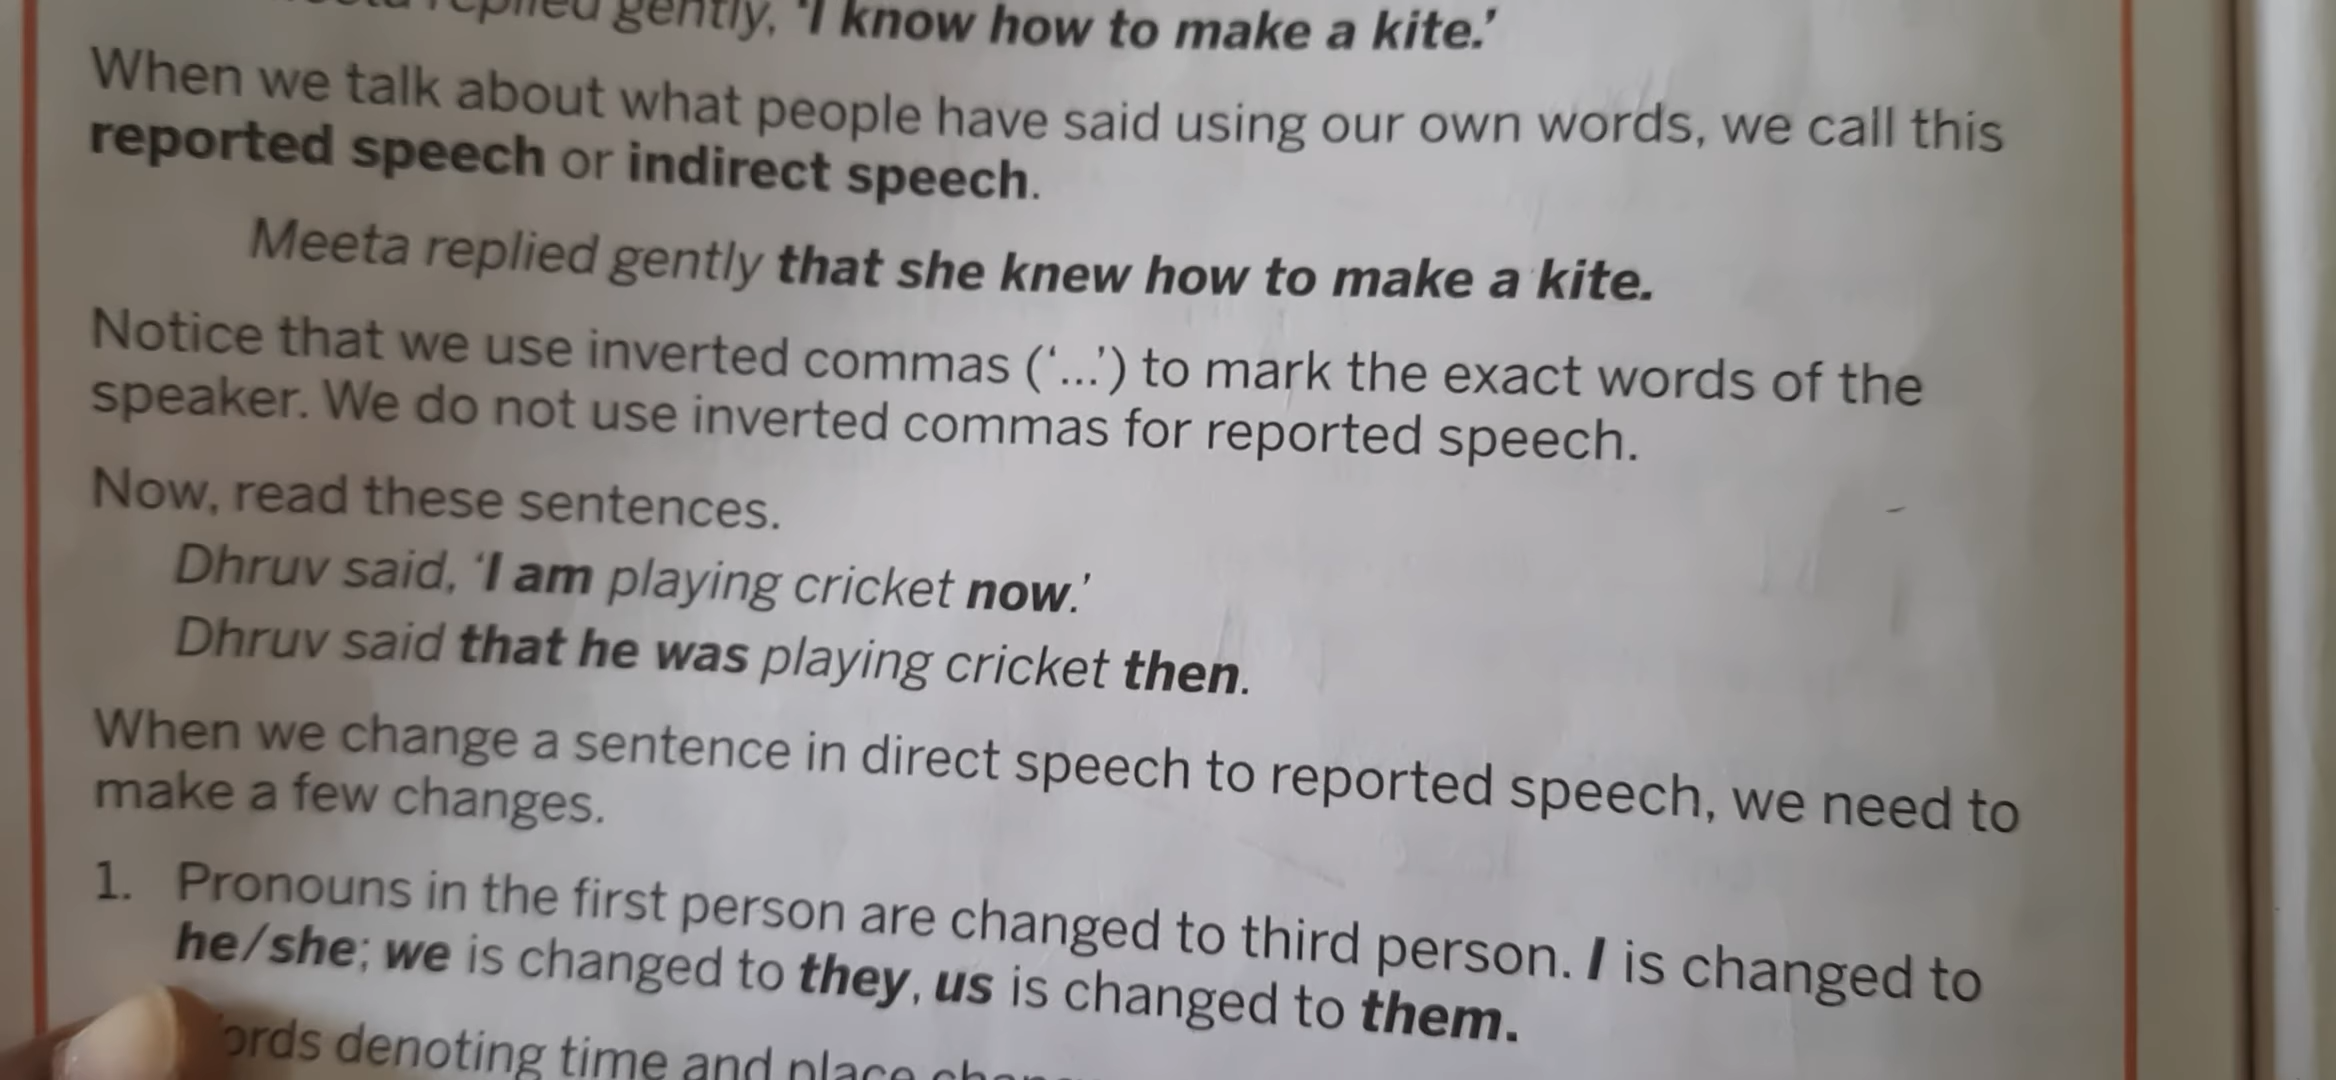 replied gently, 'I know how to make a kite.'
When we talk about what people have said using our own words, we call this
reported speech or indirect speech.
Meeta replied gently that she knew how to make a kite.
Notice that we use inverted commas ('...') to mark the exact words of the
speaker. We do not use inverted commas for reported speech.
Now, read these sentences.
Dhruv said, 'I am playing cricket now.'
Dhruv said that he was playing cricket then.
When we change a sentence in direct speech to reported speech, we need to
make a few changes.
1. Pronouns in the first person are changed to third person. I is changed to
he/she; we is changed to they, us is changed to them.
denoting time and place